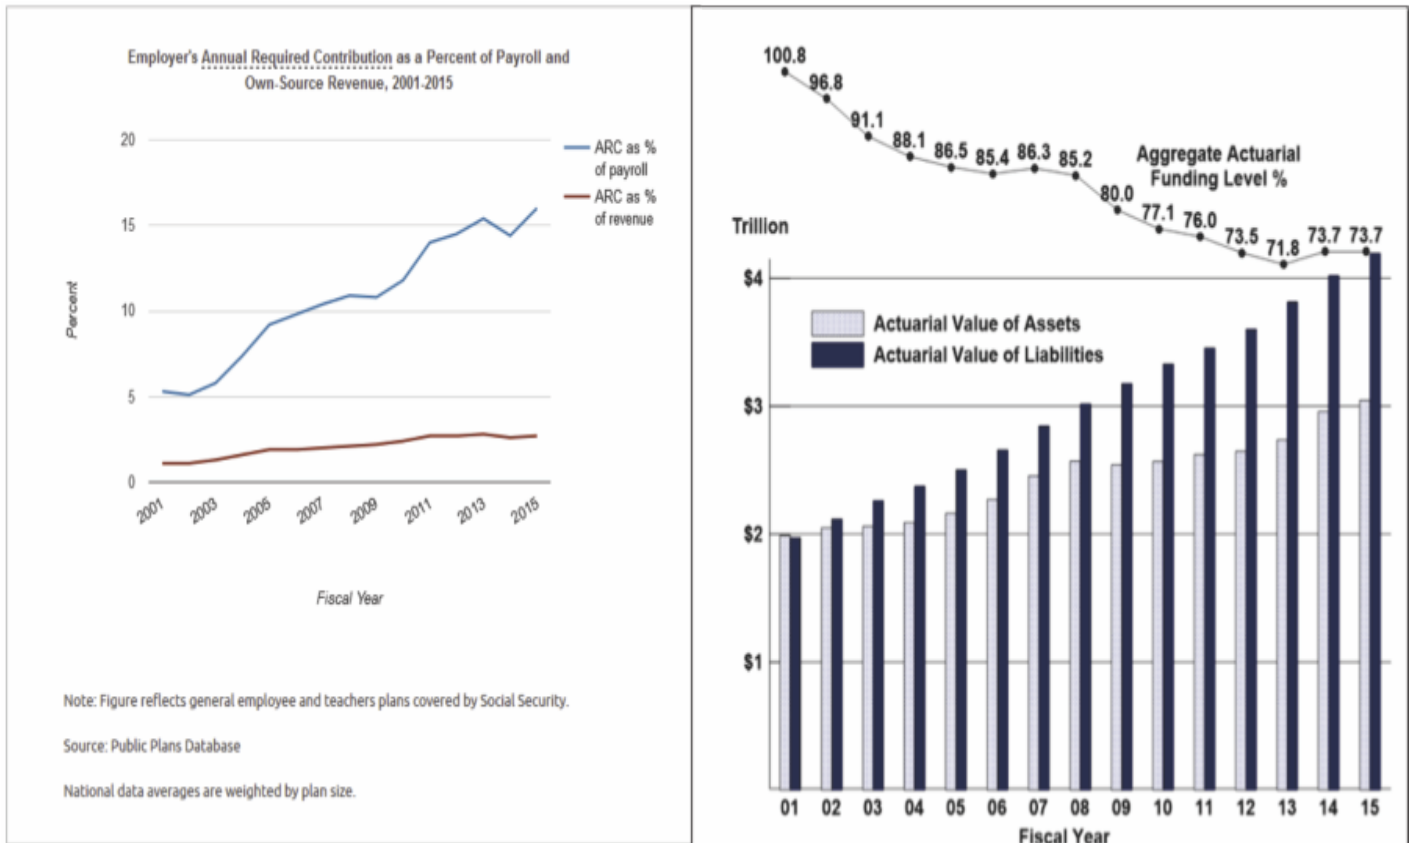 Employer's Annual Required Contribution as a Percent of Payroll and
Own-Source Revenue, 2001-2015
20
15
10
5
0
Percent
ARC as %
of payroll
ARC as %
of revenue
2001
2003
2005
2007
2009
2011
2013
2015
Fiscal Year
Note: Figure reflects general employee and teachers plans covered by Social Security.
Source: Public Plans Database
National data averages are weighted by plan size.
100.8
96.8
91.1
88.1
86.5
85.4
86.3
85.2
80.0
77.1
76.0
73.5
71.8
73.7
73.7
Aggregate Actuarial
Funding Level %
Trillion
$4
$3
$2
$1
Actuarial Value of Assets
Actuarial Value of Liabilities
01 02 03 04 05 06 07 08 09 10 11 12 13 14 15
Fiscal Year